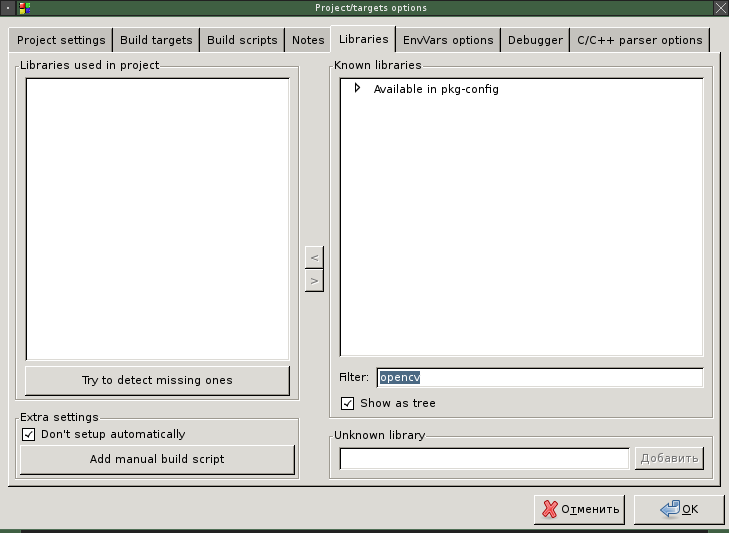 Project/targets options
Project settings
Build targets
Build scripts
Notes
Libraries
EnvVars options
Debugger
C/C++ parser options
Libraries used in project
Try to detect missing ones
Extra settings
Don't setup automatically
Add manual build script
<
>
Known libraries
Available in pkg-config
Filter: opencv
Show as tree
Unknown library
Добавить
Отменить
OK